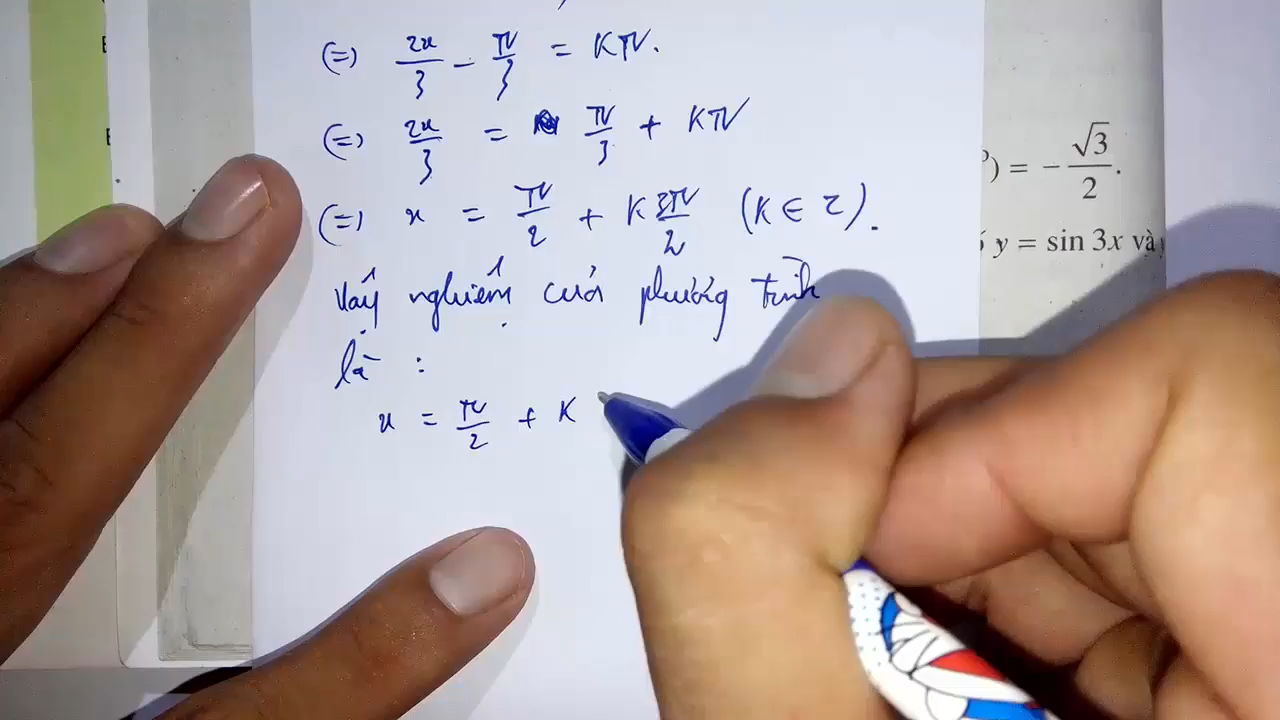 (=) 2x/3 - π/3 = Kπ.
(=) 2x/3 = π/3 + Kπ
(=) x = π/2 + K 3π/2 (K ∈ Z).
Vậy nghiệm của phương trình
là :
x = π/2 + K
) = - √3/2.
y = sin 3x và